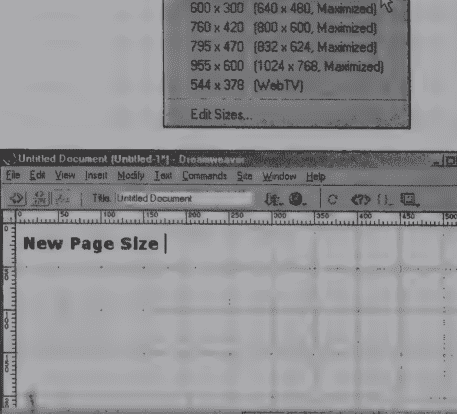 600 x 300 (640 x 480, Maximized)
760 x 420 (800 x 600, Maximized)
795 x 470 (832 x 624, Maximized)
955 x 600 (1024 x 768, Maximized)
544 x 378 (WebTV)
Edit Sizes...
Untitled Document (Untitled-1*) - Dreamweaver
File Edit View Insert Modify Text Commands Site Window Help
Title: Untitled Document
0 50 100 150 200 250 300 350 400 450 500
New Page Size